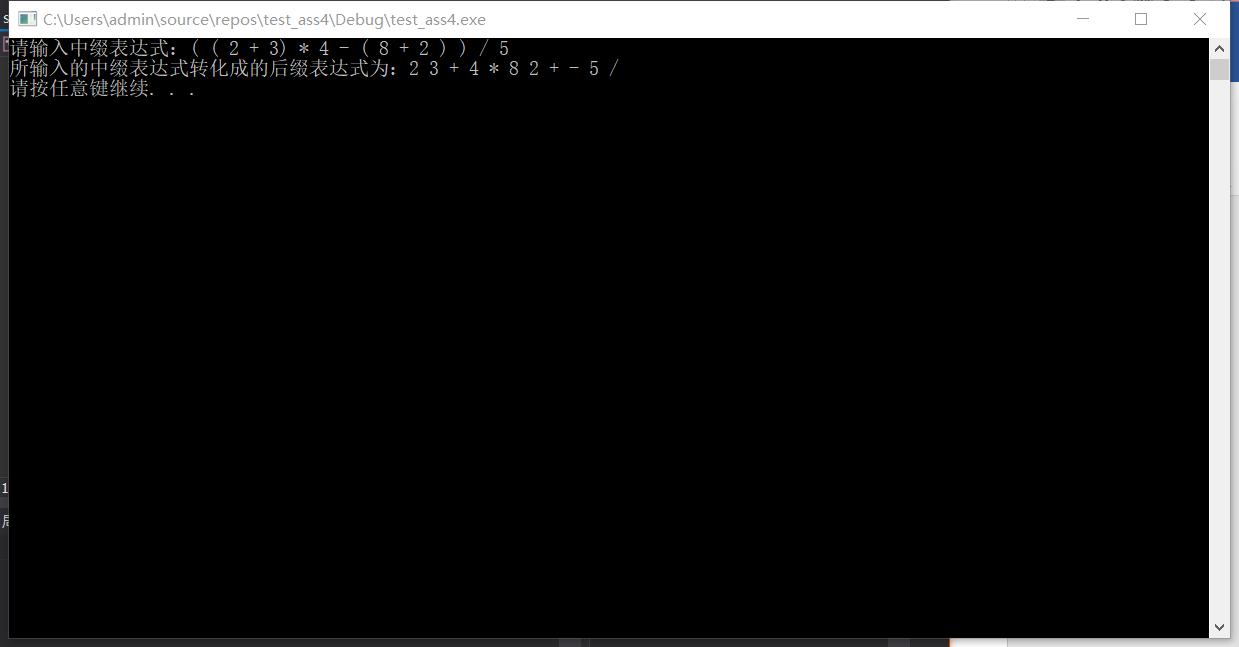 C:\Users\admin\source\repos\test_ass4\Debug\test_ass4.exe
请输入中缀表达式：( ( 2 + 3) * 4 - ( 8 + 2 ) ) / 5
所输入的中缀表达式转化成的后缀表达式为：2 3 + 4 * 8 2 + - 5 /
请按任意键继续. . .